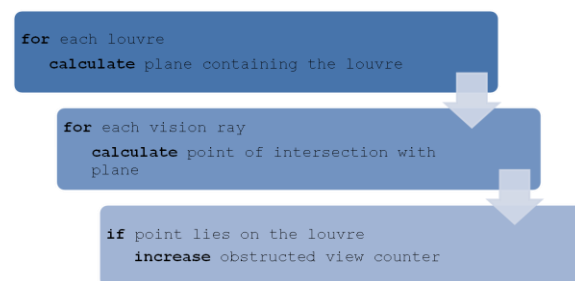 for each louvre
calculate plane containing the louvre
for each vision ray
calculate point of intersection with
plane
if point lies on the louvre
increase obstructed view counter